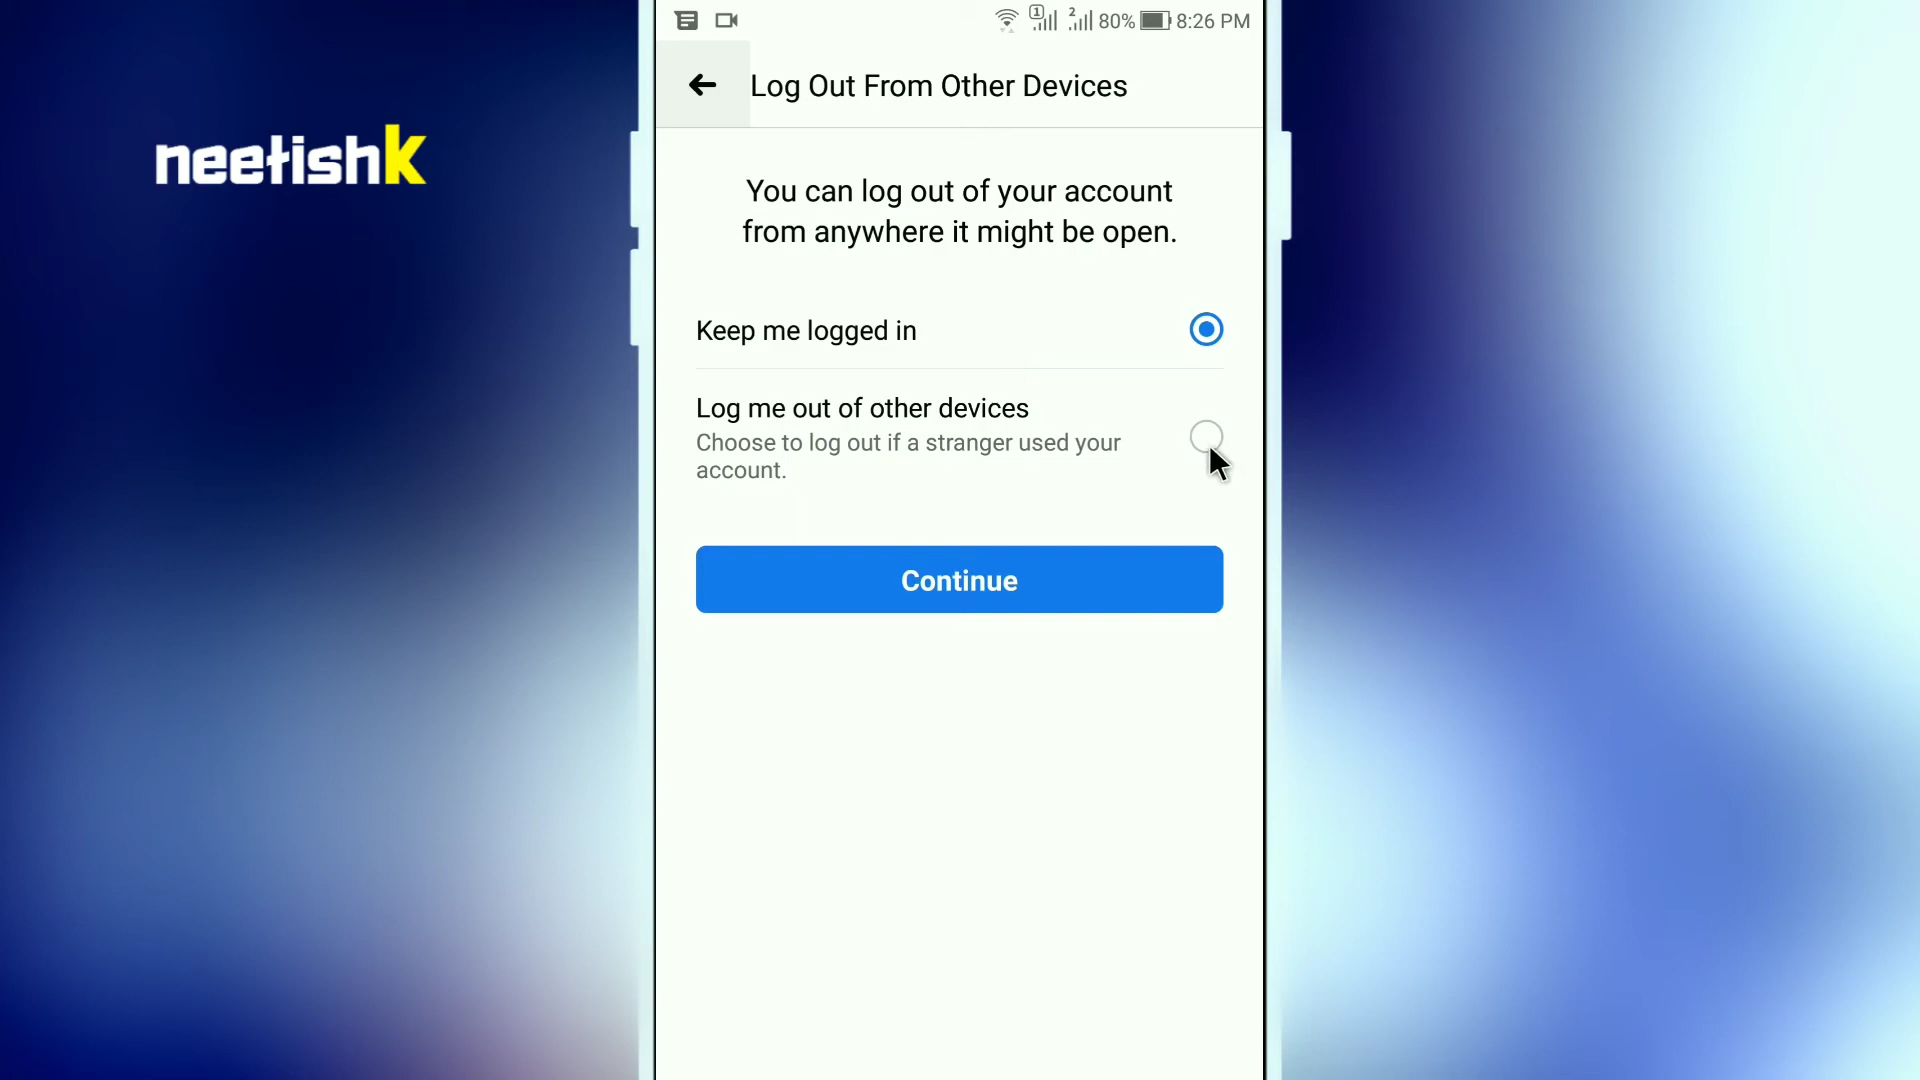 80% 8:26 PM
Log Out From Other Devices
neetishk
You can log out of your account
from anywhere it might be open.
Keep me logged in
Log me out of other devices
Choose to log out if a stranger used your
account.
Continue